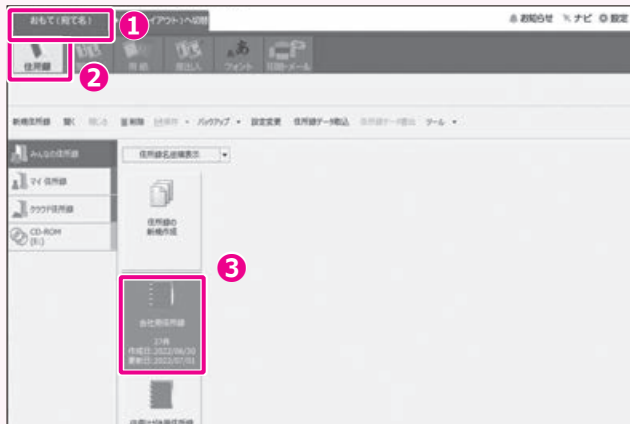 おもて(宛て名)
イアウト)へ切替
お知らせ
ナビ
設定
1
住所録
用紙
差出人
フォント
印刷・メール
2
新規住所録 開く 閉じる 削除 バックアップ 設定変更 住所録データ取込 ツール
みんなの住所録
住所録名昇順表示
マイ住所録
クラウド住所録
CD-ROM
(E:)
住所録の
新規作成
3
会社用住所録
27件
作成日:2022/06/30
更新日:2022/07/01